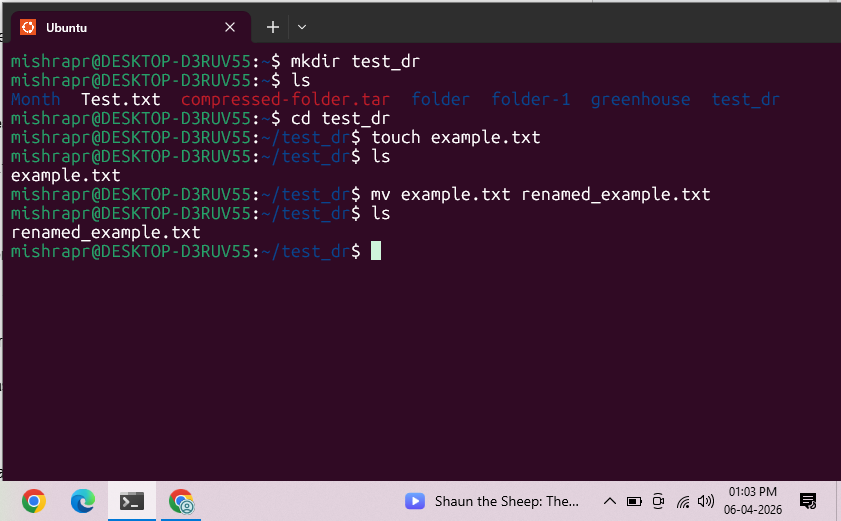 Ubuntu
mishrapr@DESKTOP-D3RUV55:~$ mkdir test_dr
mishrapr@DESKTOP-D3RUV55:~$ ls
Month  Test.txt  compressed-folder.tar  folder  folder-1  greenhouse  test_dr
mishrapr@DESKTOP-D3RUV55:~$ cd test_dr
mishrapr@DESKTOP-D3RUV55:~/test_dr$ touch example.txt
mishrapr@DESKTOP-D3RUV55:~/test_dr$ ls
example.txt
mishrapr@DESKTOP-D3RUV55:~/test_dr$ mv example.txt renamed_example.txt
mishrapr@DESKTOP-D3RUV55:~/test_dr$ ls
renamed_example.txt
mishrapr@DESKTOP-D3RUV55:~/test_dr$
Shaun the Sheep: The...
01:03 PM
06-04-2026